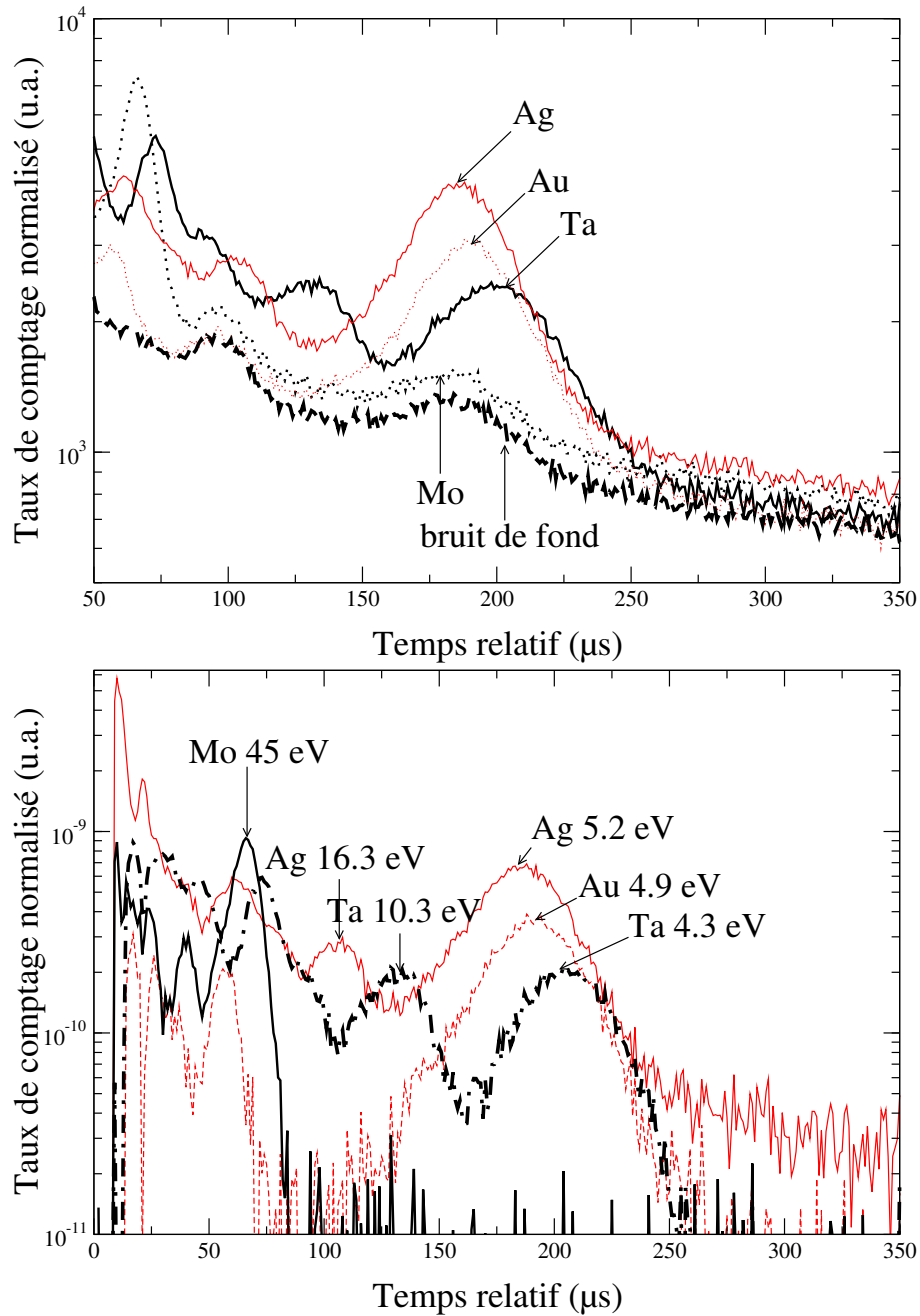 10^4
Ag
Au
Ta
Taux de comptage normalisé (u.a.)
10^3
Mo
bruit de fond
50 100 150 200 250 300 350
Temps relatif (µs)
Mo 45 eV
Ag 5.2 eV
10^-9
Ag 16.3 eV
Au 4.9 eV
Ta 10.3 eV
Ta 4.3 eV
Taux de comptage normalisé (u.a.)
10^-10
10^-11
0 50 100 150 200 250 300 350
Temps relatif (µs)